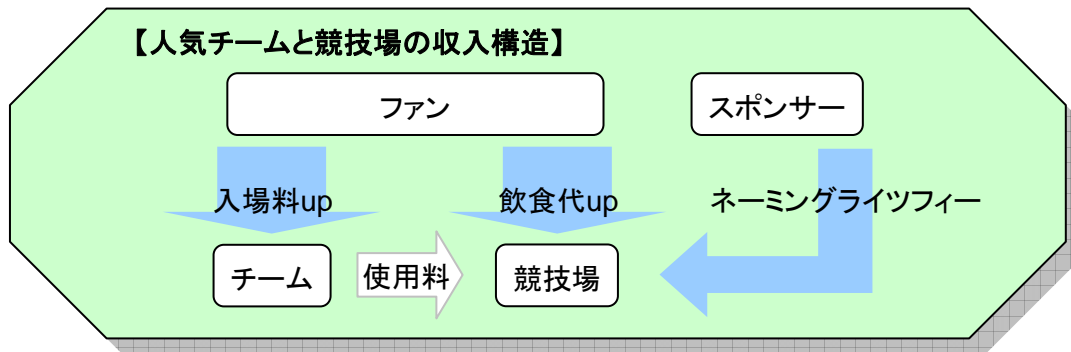 【人気チームと競技場の収入構造】
ファン
スポンサー
入場料up
飲食代up
ネーミングライツフィー
チーム
使用料
競技場